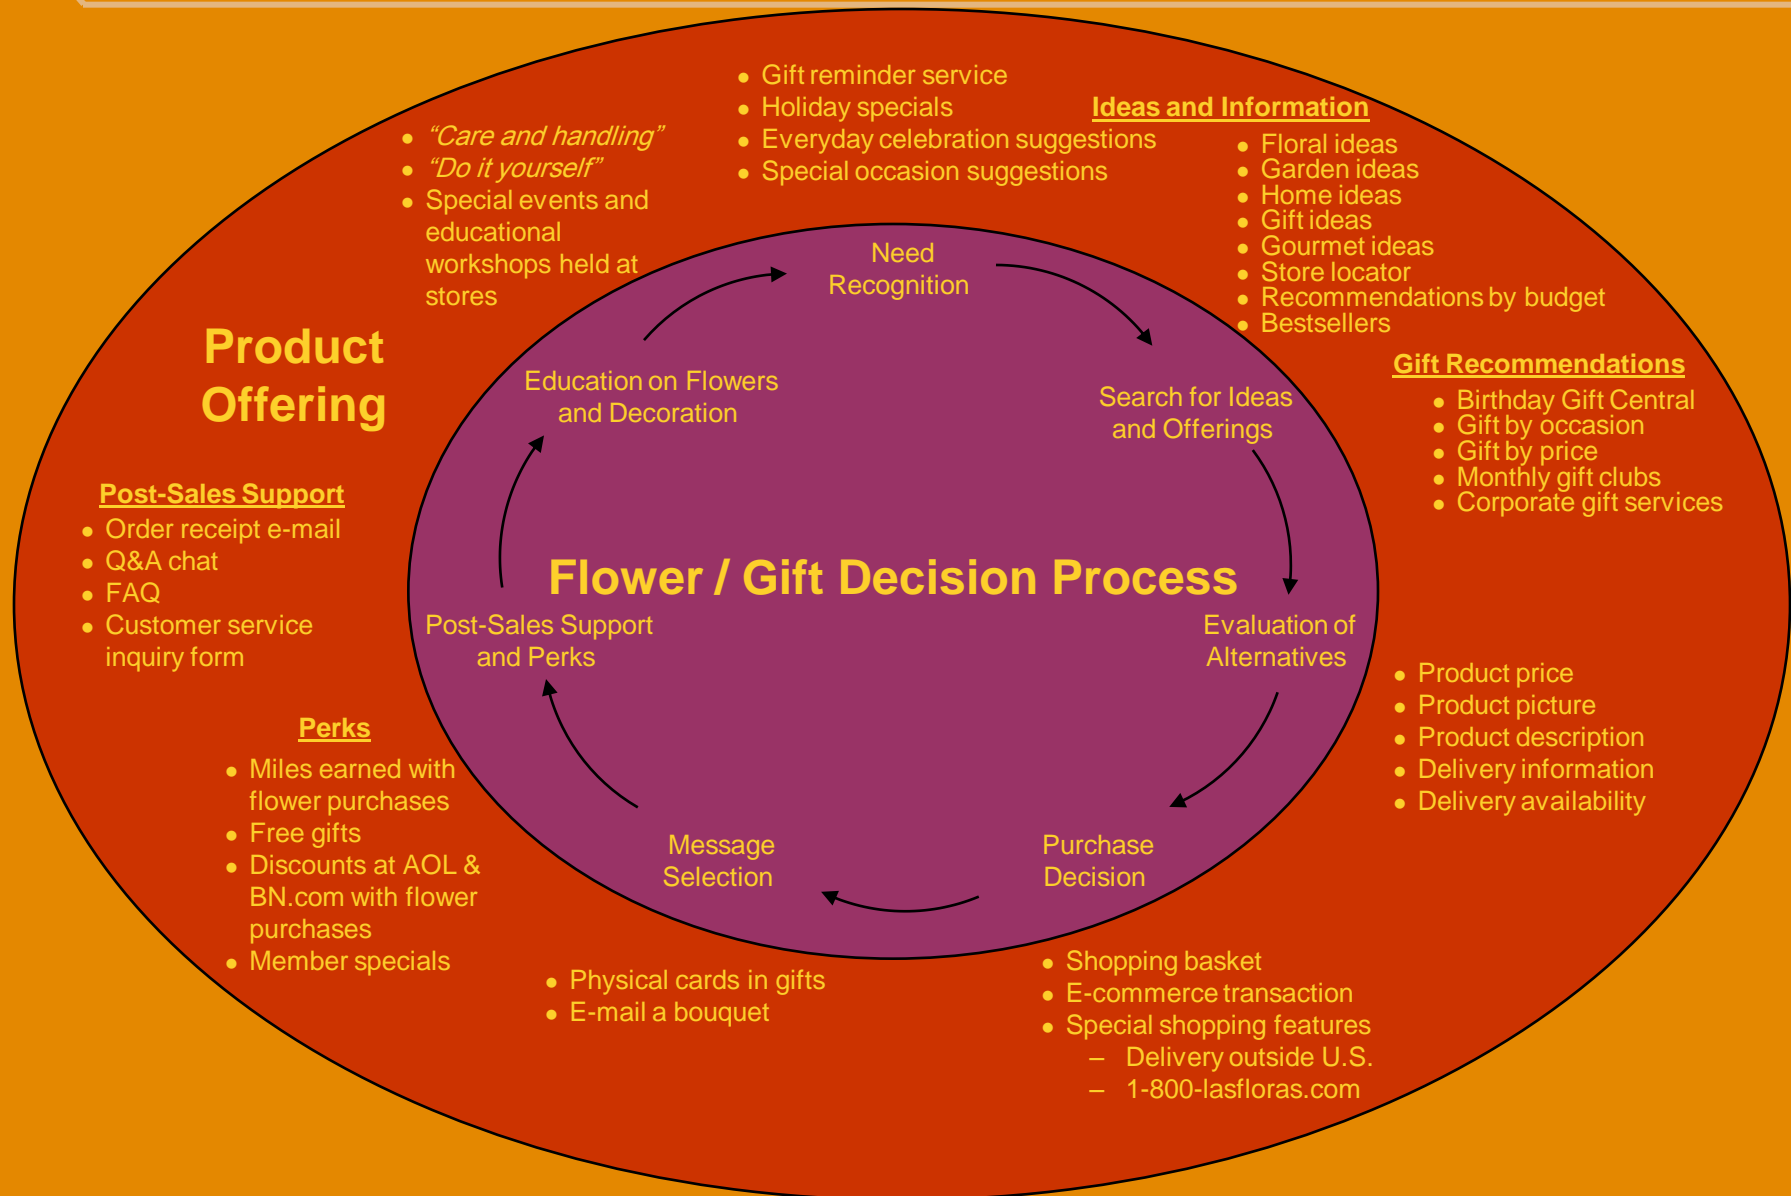 ● Gift reminder service
● Holiday specials
● Everyday celebration suggestions
● Special occasion suggestions
Ideas and Information
● Floral ideas
● Garden ideas
● Home ideas
● Gift ideas
● Gourmet ideas
● Store locator
● Recommendations by budget
● Bestsellers
Gift Recommendations
● Birthday Gift Central
● Gift by occasion
● Gift by price
● Monthly gift clubs
● Corporate gift services
● Product price
● Product picture
● Product description
● Delivery information
● Delivery availability
● Shopping basket
● E-commerce transaction
● Special shopping features
– Delivery outside U.S.
– 1-800-lasfloras.com
● Physical cards in gifts
● E-mail a bouquet
Perks
● Miles earned with
flower purchases
● Free gifts
● Discounts at AOL &
BN.com with flower
purchases
● Member specials
Post-Sales Support
● Order receipt e-mail
● Q&A chat
● FAQ
● Customer service
inquiry form
Product
Offering
● “Care and handling”
● “Do it yourself”
● Special events and
educational
workshops held at
stores
Need
Recognition
Search for Ideas
and Offerings
Evaluation of
Alternatives
Purchase
Decision
Message
Selection
Post-Sales Support
and Perks
Education on Flowers
and Decoration
Flower / Gift Decision Process